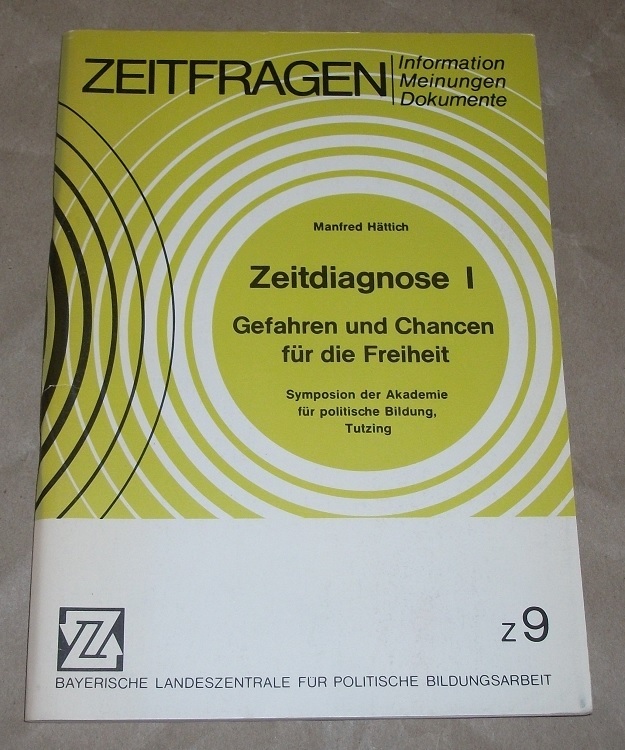 ZEITFRAGEN
Information
Meinungen
Dokumente
Manfred Hättich
Zeitdiagnose I
Gefahren und Chancen
für die Freiheit
Symposion der Akademie
für politische Bildung,
Tutzing
z9
BAYERISCHE LANDESZENTRALE FÜR POLITISCHE BILDUNGSARBEIT